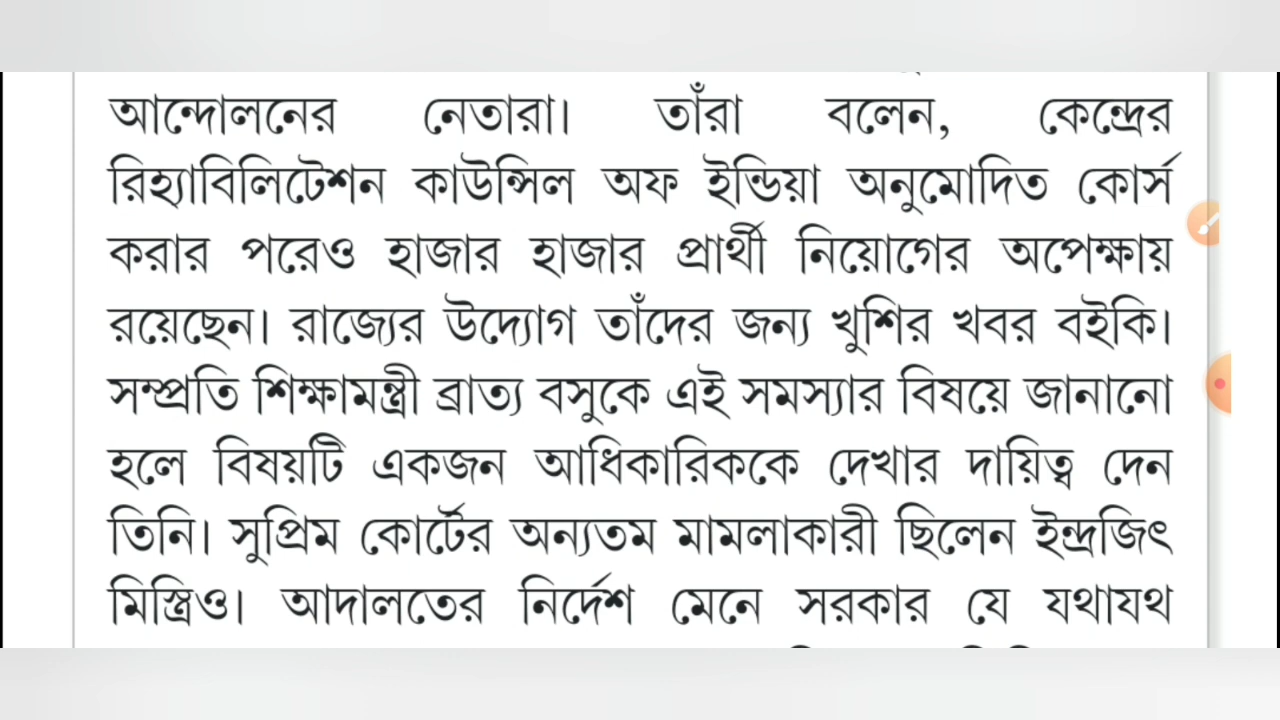 আন্দোলনের নেতারা। তাঁরা বলেন, কেন্দ্রের
রিহ্যাবিলিটেশন কাউন্সিল অফ ইন্ডিয়া অনুমোদিত কোর্স
করার পরেও হাজার হাজার প্রার্থী নিয়োগের অপেক্ষায়
রয়েছেন। রাজ্যের উদ্যোগ তাঁদের জন্য খুশির খবর বইকি।
সম্প্রতি শিক্ষামন্ত্রী ব্রাত্য বসুকে এই সমস্যার বিষয়ে জানানো
হলে বিষয়টি একজন আধিকারিককে দেখার দায়িত্ব দেন
তিনি। সুপ্রিম কোর্টের অন্যতম মামলাকারী ছিলেন ইন্দ্রজিৎ
মিস্ত্রিও। আদালতের নির্দেশ মেনে সরকার যে যথাযথ